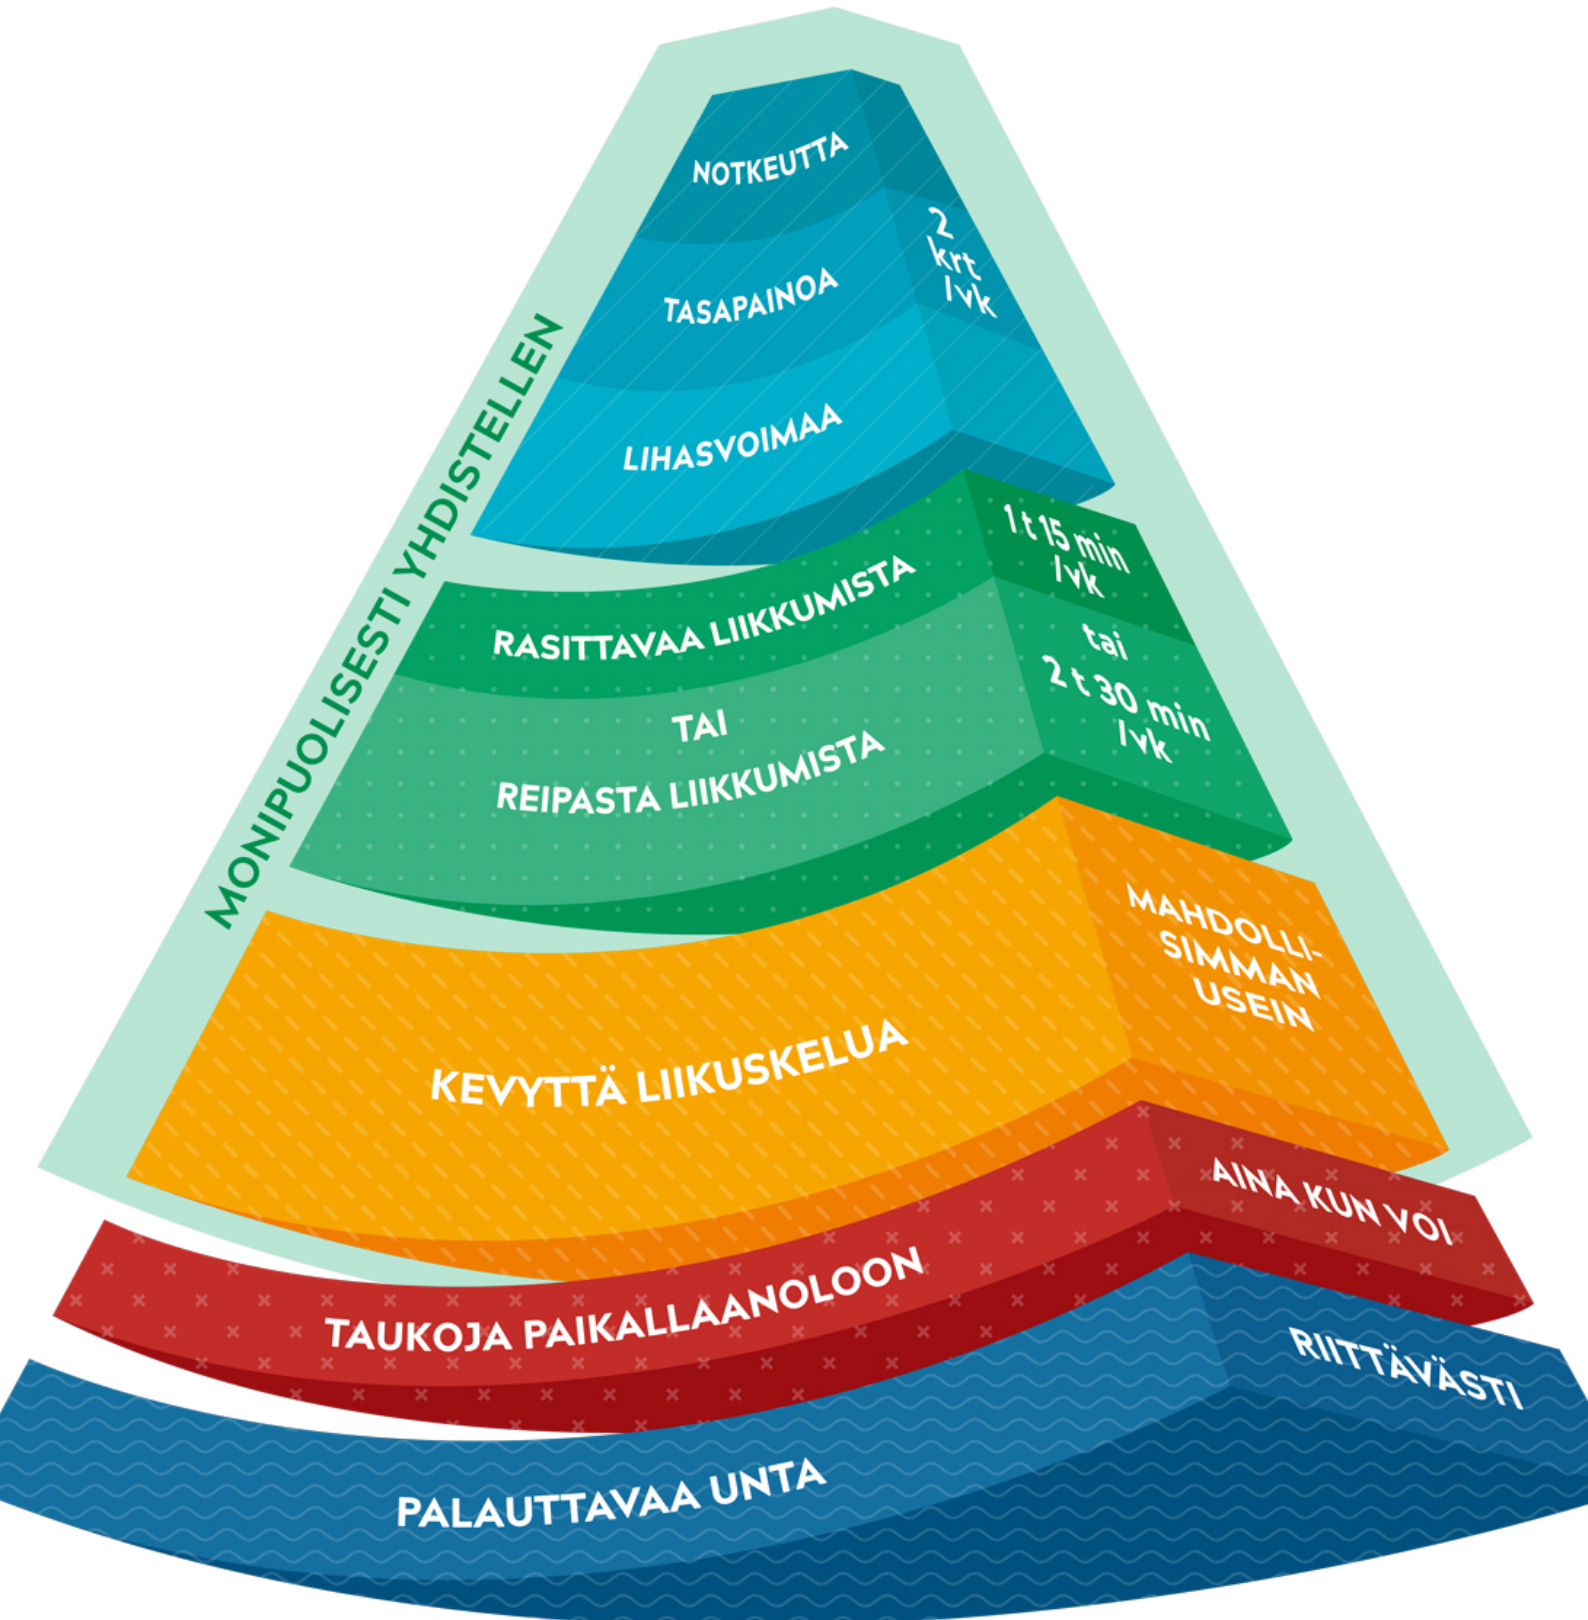 NOTKEUTTA
TASAPAINOA
LIHASVOIMAA
2
krt
/vk
MONIPUOLISESTI YHDISTELLEN
RASITTAVAA LIIKKUMISTA
1 t 15 min
/vk
TAI
REIPASTA LIIKKUMISTA
tai
2 t 30 min
/vk
KEVYTTÄ LIIKUSKELUA
MAHDOLLI-
SIMMAN
USEIN
TAUKOJA PAIKALLAANOLOON
AINA KUN VOI
PALAUTTAVAA UNTA
RIITTÄVÄSTI